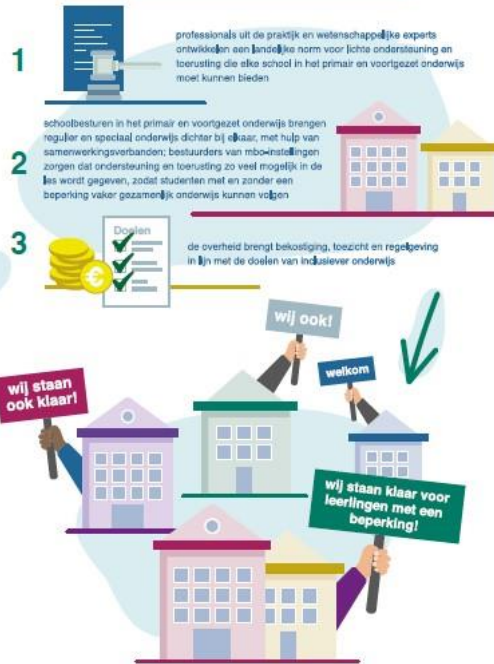 1
professionals uit de praktijk en wetenschappelijke experts
ontwikkelen een landelijke norm voor lichte ondersteuning en
toerusting die elke school in het primair en voortgezet onderwijs
moet kunnen bieden
2
schoolbesturen in het primair en voortgezet onderwijs brengen
regulier en speciaal onderwijs dichter bij elkaar, met hulp van
samenwerkingsverbanden; bestuurders van mbo-instellingen
zorgen dat ondersteuning en toerusting zo veel mogelijk in de
les wordt gegeven, zodat studenten met en zonder een
beperking vaker gezamenlijk onderwijs kunnen volgen
3
Doelen
€
de overheid brengt bekostiging, toezicht en regelgeving
in lijn met de doelen van inclusiever onderwijs
wij ook!
welkom
wij staan
ook klaar!
wij staan klaar voor
leerlingen met een
beperking!